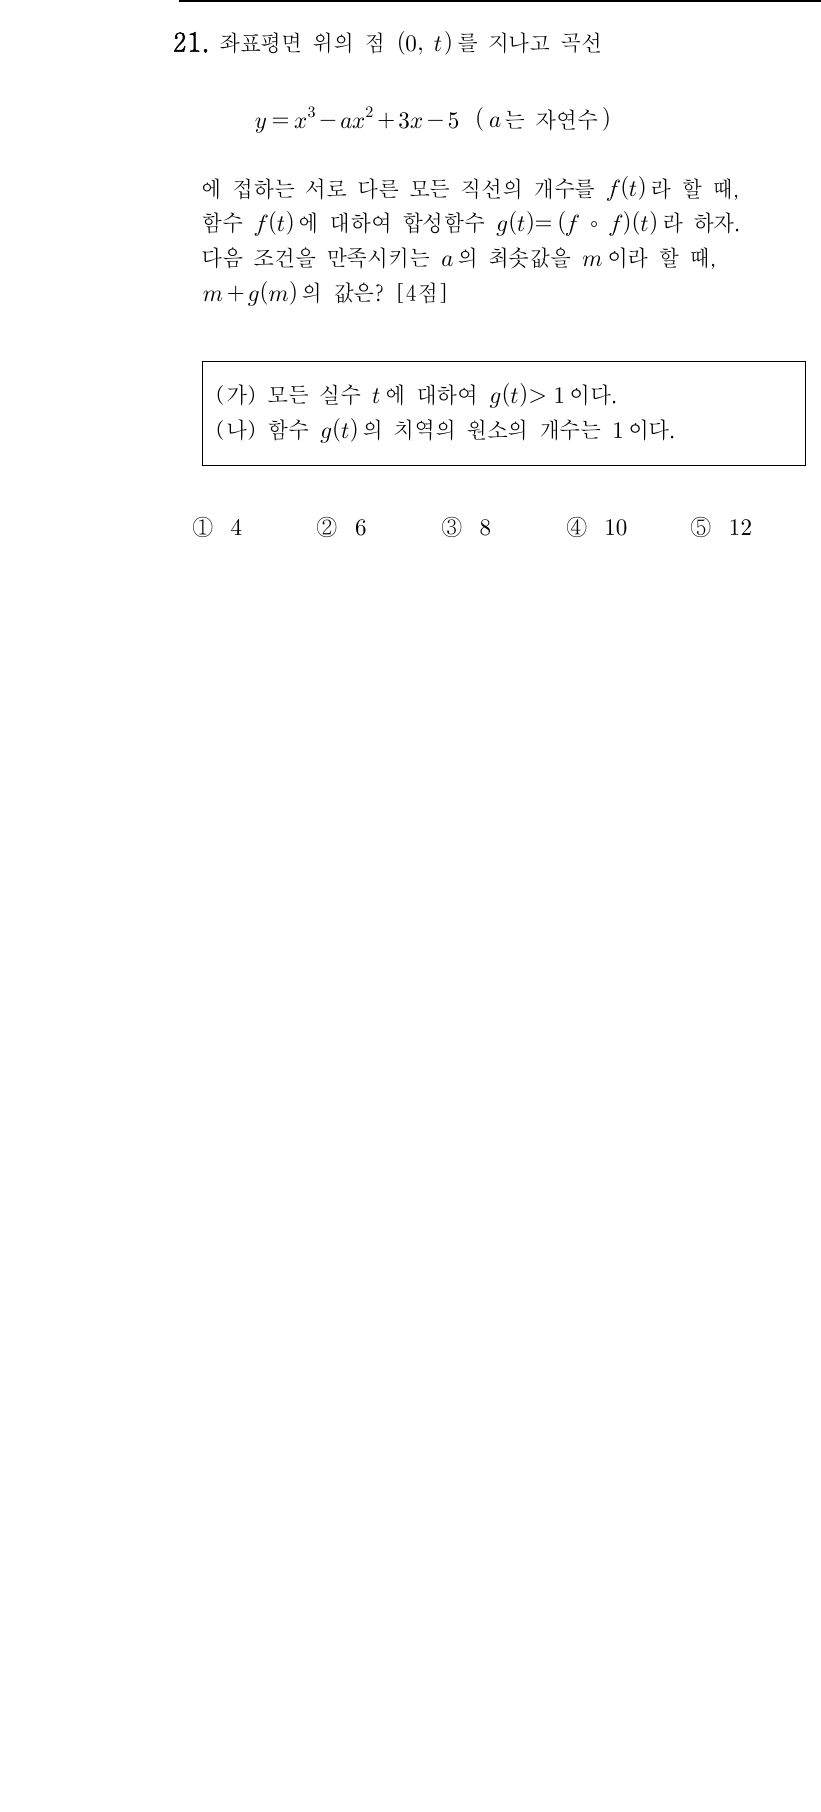 21. 좌표평면 위의 점 (0, t)를 지나고 곡선
y=x³-ax²+3x-5 (a는 자연수)
에 접하는 서로 다른 모든 직선의 개수를 f(t)라 할 때,
함수 f(t)에 대하여 합성함수 g(t)=(f∘f)(t)라 하자.
다음 조건을 만족시키는 a의 최솟값을 m이라 할 때,
m+g(m)의 값은? [4점]
(가) 모든 실수 t에 대하여 g(t)>1이다.
(나) 함수 g(t)의 치역의 원소의 개수는 1이다.
① 4 ② 6 ③ 8 ④ 10 ⑤ 12